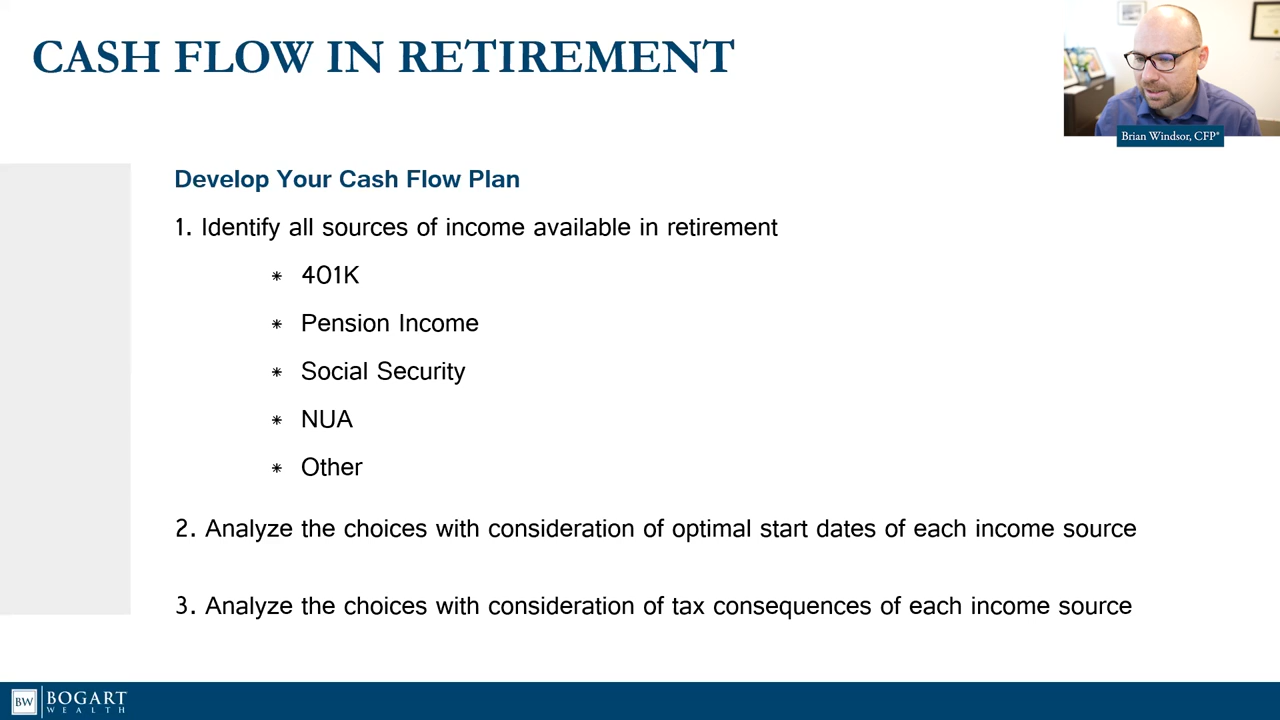 CASH FLOW IN RETIREMENT
Brian Windsor, CFP®
Develop Your Cash Flow Plan
1. Identify all sources of income available in retirement
* 401K
* Pension Income
* Social Security
* NUA
* Other
2. Analyze the choices with consideration of optimal start dates of each income source
3. Analyze the choices with consideration of tax consequences of each income source
BW
BOGART
WEALTH